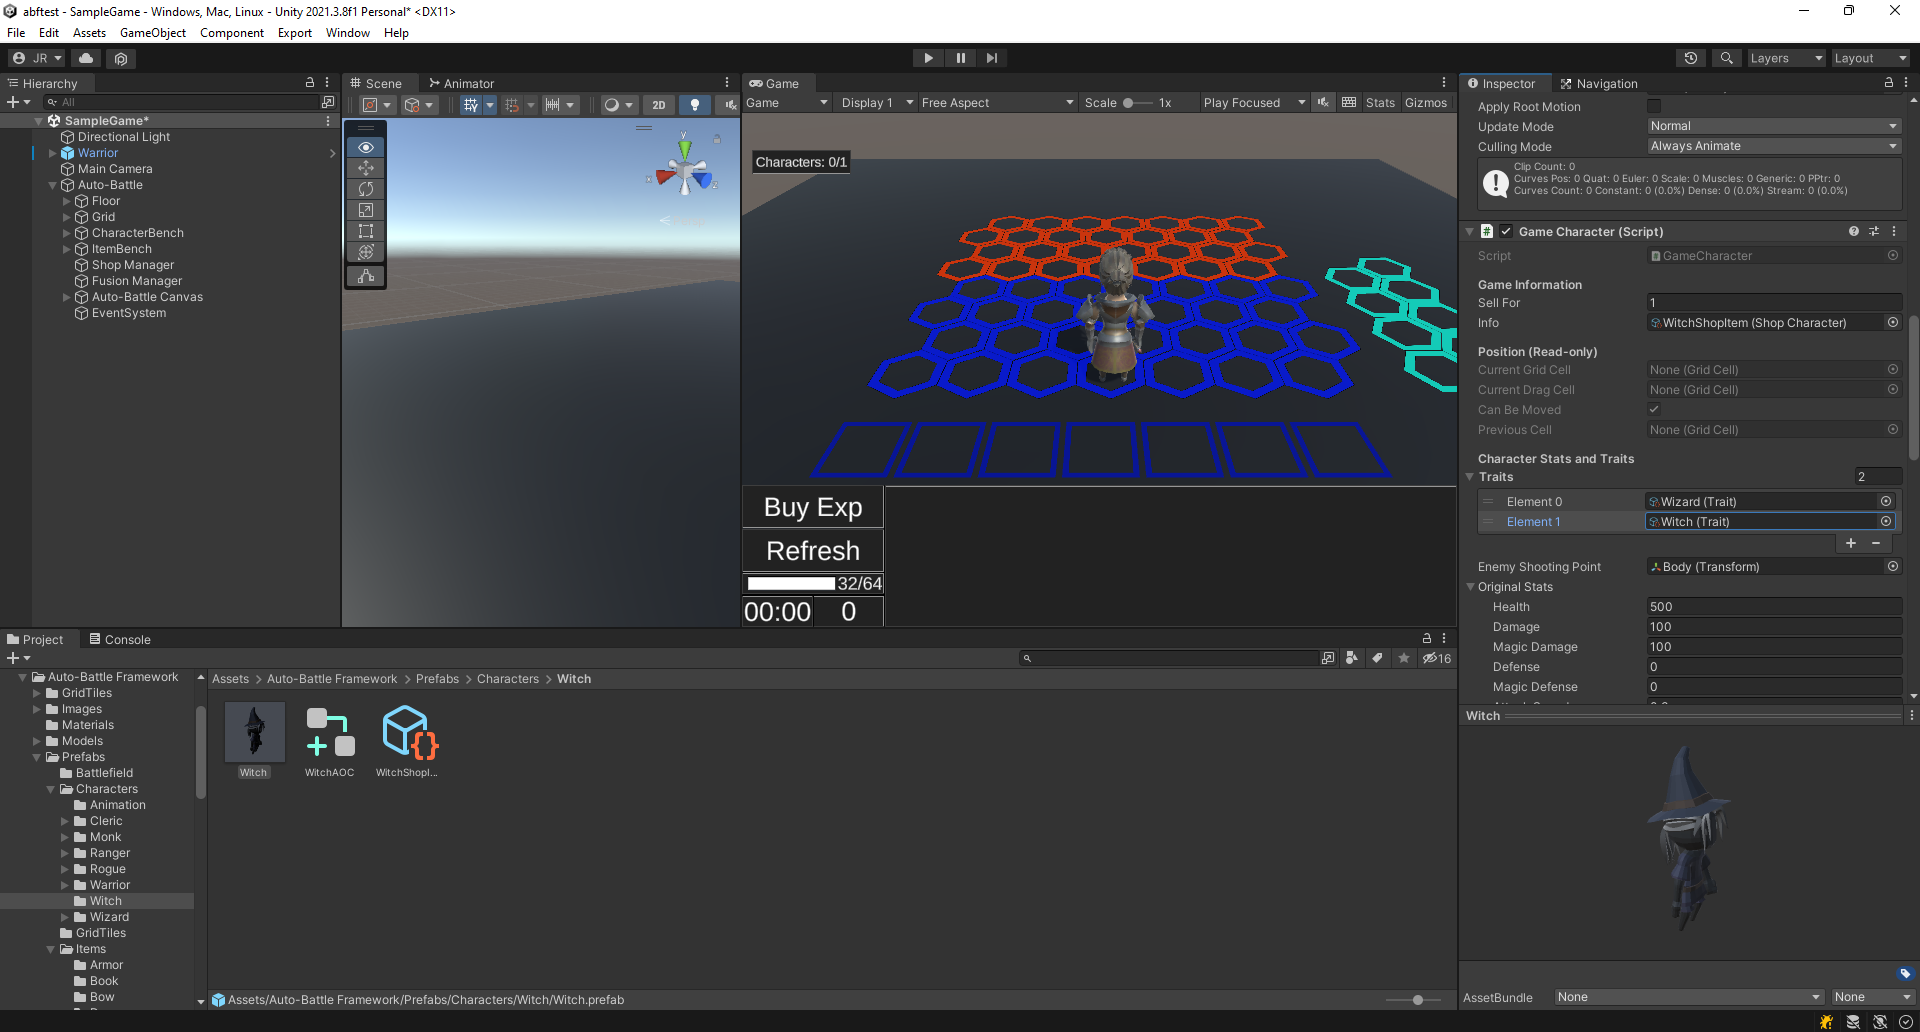 abftest - SampleGame - Windows, Mac, Linux - Unity 2021.3.8f1 Personal* <DX11>
File Edit Assets GameObject Component Export Window Help
JR Layers Layout
Hierarchy
All
SampleGame*
Directional Light
Warrior
Main Camera
Auto-Battle
Floor
Grid
CharacterBench
ItemBench
Shop Manager
Fusion Manager
Auto-Battle Canvas
EventSystem
Scene Animator
2D
y
x
z
Game
Game Display 1 Free Aspect Scale 1x Play Focused Stats Gizmos
Characters: 0/1
Buy Exp
Refresh
32/64
00:00 0
Inspector Navigation
Apply Root Motion
Update Mode Normal
Culling Mode Always Animate
Clip Count: 0
Curves Pos: 0 Quat: 0 Euler: 0 Scale: 0 Muscles: 0 Generic: 0 PPtr: 0
Curves Count: 0 Constant: 0 (0.0%) Dense: 0 (0.0%) Stream: 0 (0.0%)
Game Character (Script)
Script GameCharacter
Game Information
Sell For 1
Info WitchShopItem (Shop Character)
Position (Read-only)
Current Grid Cell None (Grid Cell)
Current Drag Cell None (Grid Cell)
Can Be Moved
Previous Cell None (Grid Cell)
Character Stats and Traits
Traits 2
Element 0 Wizard (Trait)
Element 1 Witch (Trait)
Enemy Shooting Point Body (Transform)
Original Stats
Health 500
Damage 100
Magic Damage 100
Defense 0
Magic Defense 0
Witch
AssetBundle None None
Project Console
16
Auto-Battle Framework
GridTiles
Images
Materials
Models
Prefabs
Battlefield
Characters
Animation
Cleric
Monk
Ranger
Rogue
Warrior
Witch
Wizard
GridTiles
Items
Armor
Book
Bow
Assets > Auto-Battle Framework > Prefabs > Characters > Witch
Witch WitchAOC WitchShopI...
Assets/Auto-Battle Framework/Prefabs/Characters/Witch/Witch.prefab